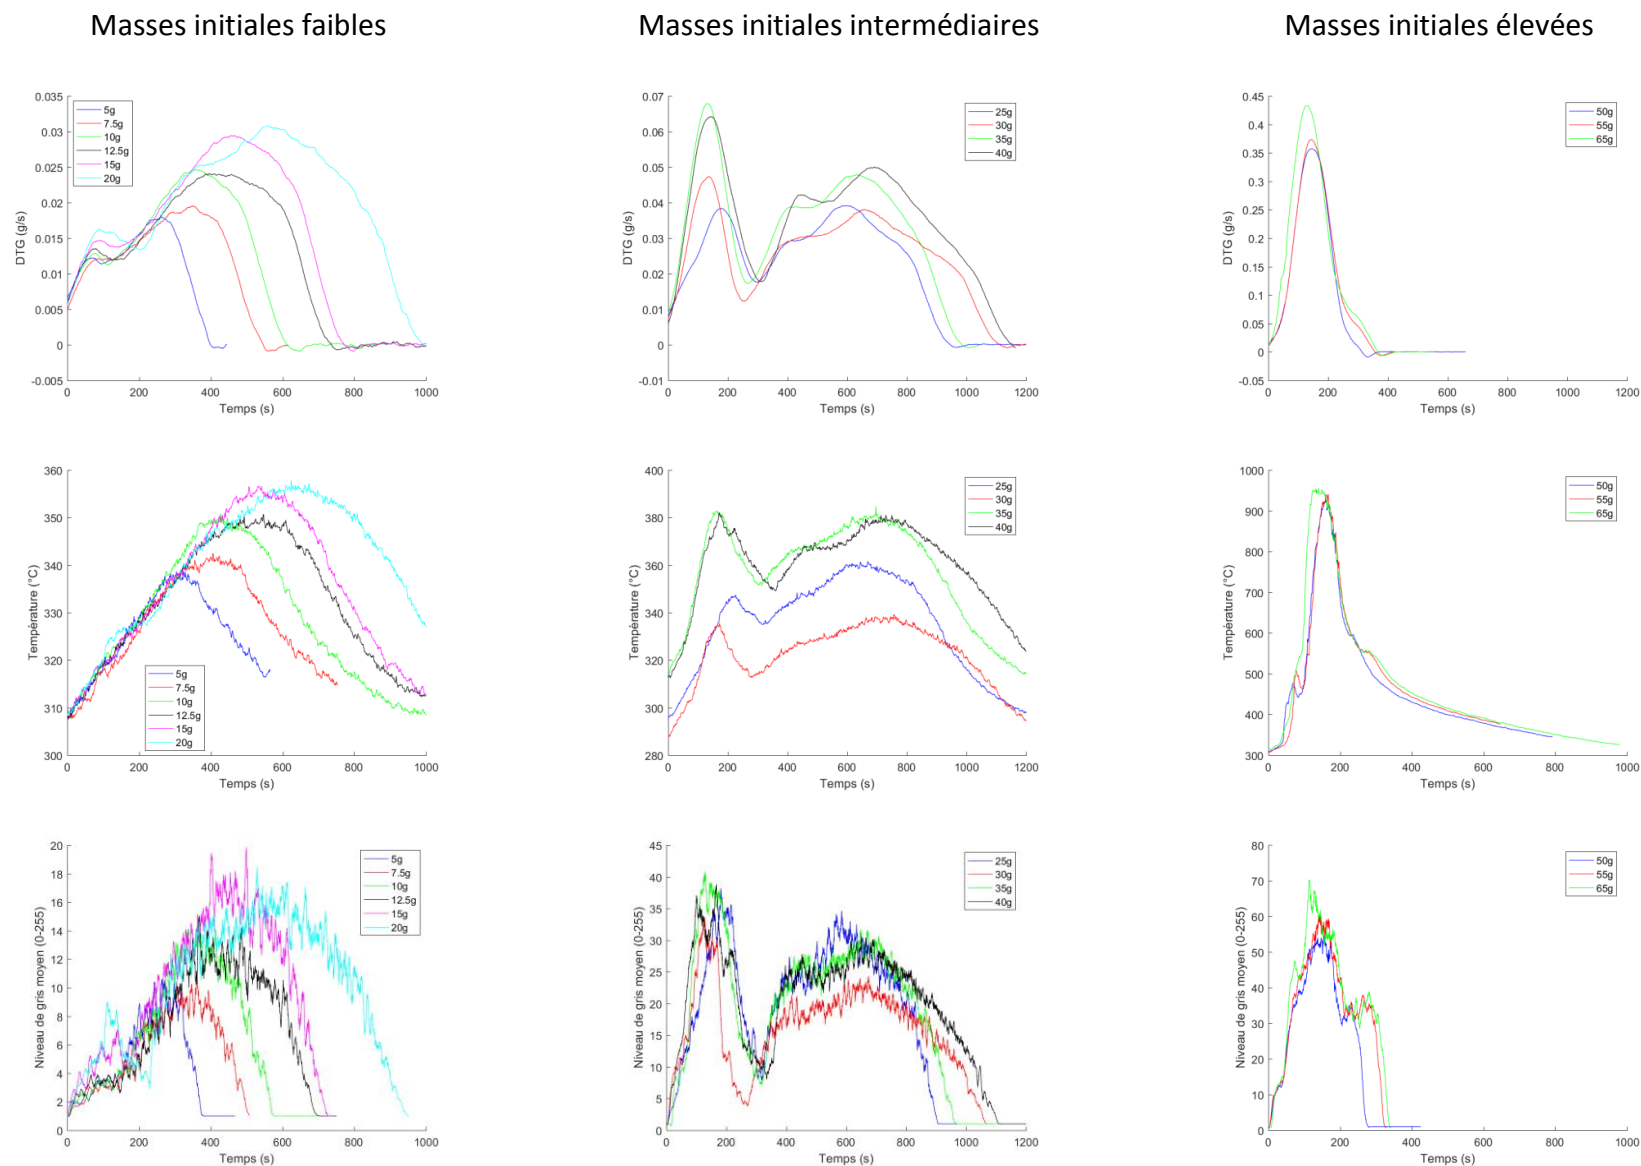 Masses initiales faibles
Masses initiales intermédiaires
Masses initiales élevées
DTG (g/s)
0.035
0.03
0.025
0.02
0.015
0.01
0.005
0
-0.005
5g
7.5g
10g
12.5g
15g
20g
0 200 400 600 800 1000
Temps (s)
DTG (g/s)
0.07
0.06
0.05
0.04
0.03
0.02
0.01
0
-0.01
25g
30g
35g
40g
0 200 400 600 800 1000 1200
Temps (s)
DTG (g/s)
0.45
0.4
0.35
0.3
0.25
0.2
0.15
0.1
0.05
0
-0.05
50g
55g
65g
0 200 400 600 800 1000 1200
Temps (s)
Température (°C)
360
350
340
330
320
310
300
5g
7.5g
10g
12.5g
15g
20g
0 200 400 600 800 1000
Temps (s)
Température (°C)
400
380
360
340
320
300
280
25g
30g
35g
40g
0 200 400 600 800 1000 1200
Temps (s)
Température (°C)
1000
900
800
700
600
500
400
300
50g
55g
65g
0 200 400 600 800 1000
Temps (s)
Niveau de gris moyen (0-255)
20
18
16
14
12
10
8
6
4
2
0
5g
7.5g
10g
12.5g
15g
20g
0 200 400 600 800 1000
Temps (s)
Niveau de gris moyen (0-255)
45
40
35
30
25
20
15
10
5
0
25g
30g
35g
40g
0 200 400 600 800 1000 1200
Temps (s)
Niveau de gris moyen (0-255)
80
70
60
50
40
30
20
10
0
50g
55g
65g
0 200 400 600 800 1000
Temps (s)